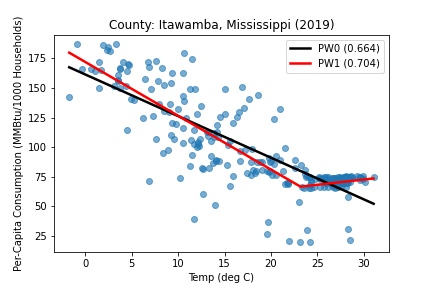 County: Itawamba, Mississippi (2019)
Per-Capita Consumption (MMBtu/1000 Households)
175
150
125
100
75
50
25
PW0 (0.664)
PW1 (0.704)
0 5 10 15 20 25 30
Temp (deg C)